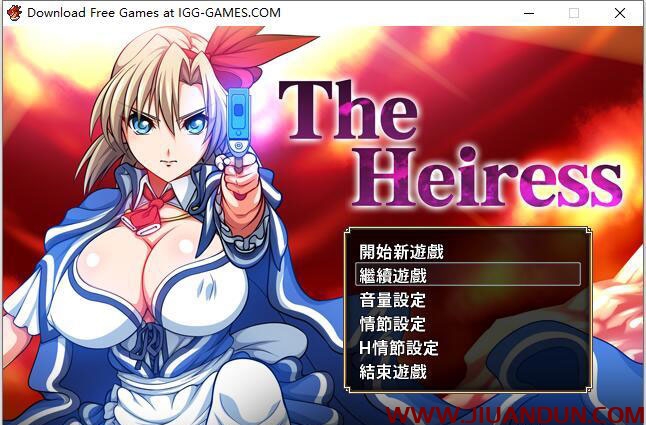 Download Free Games at IGG-GAMES.COM
The
Heiress
開始新遊戲
繼續遊戲
音量設定
情節設定
H情節設定
結束遊戲
WWW.JIUANDUN.COM